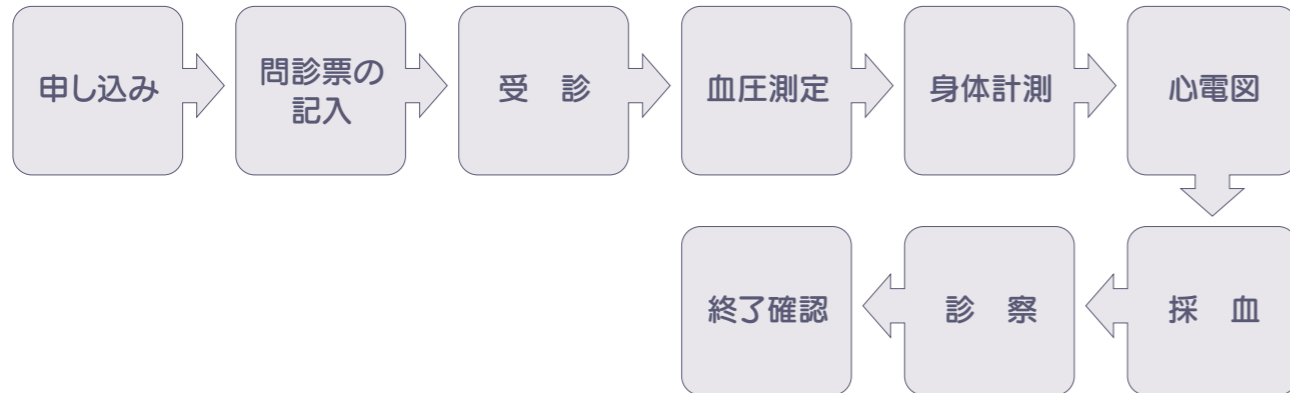 申し込み
問診票の
記入
受　診
血圧測定
身体計測
心電図
採　血
診　察
終了確認